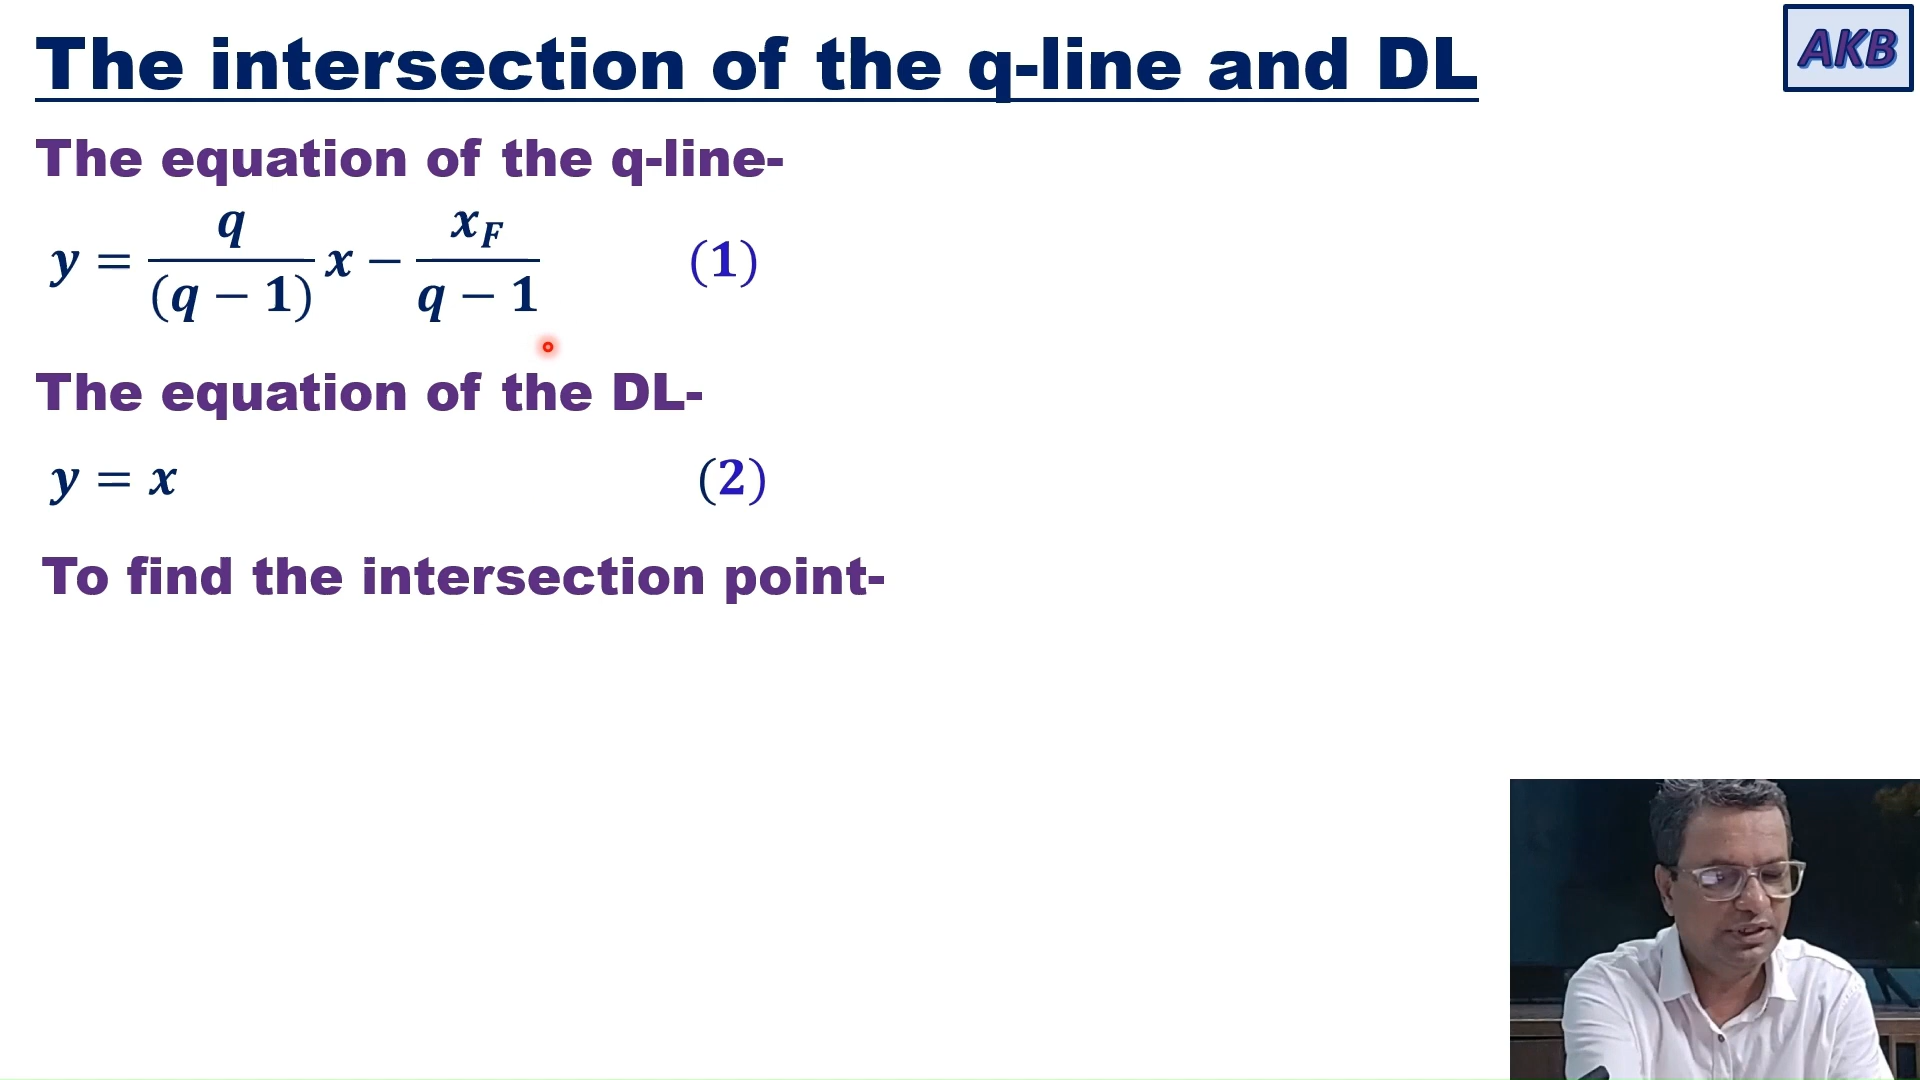 The intersection of the q-line and DL
AKB
The equation of the q-line-
y = q/(q − 1) x − x_F/(q − 1) (1)
The equation of the DL-
y = x (2)
To find the intersection point-